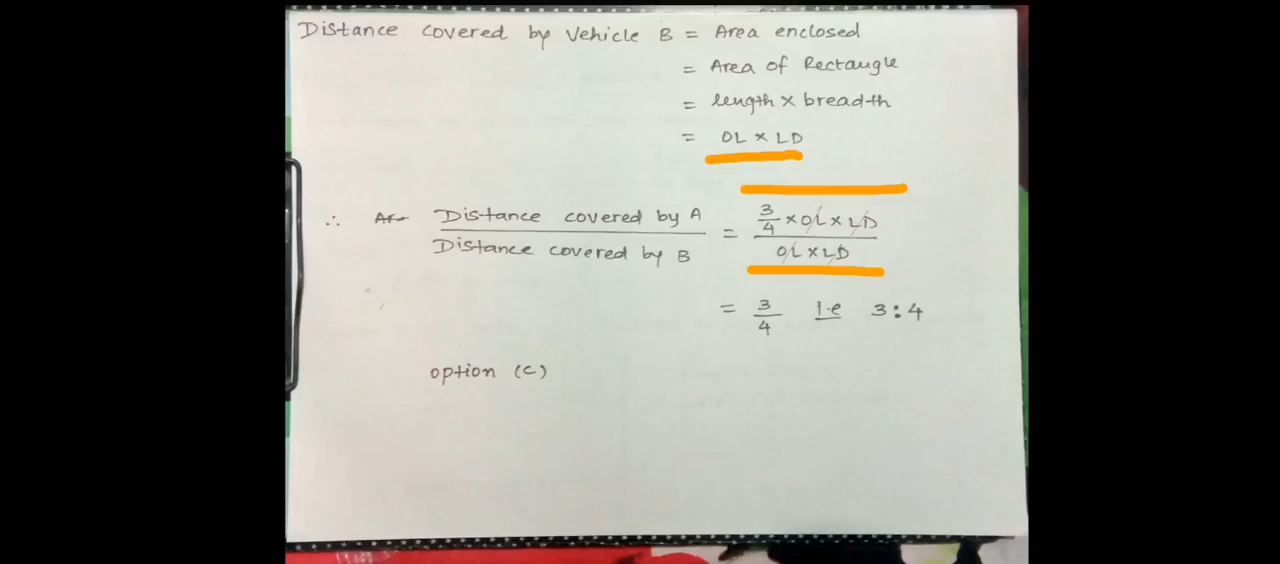 Distance covered by Vehicle B = Area enclosed
= Area of Rectangle
= length × breadth
= OL × LD
∴ Distance covered by A / Distance covered by B = 3/4 × OL × LD / OL × LD
= 3/4 i.e 3:4
option (C)